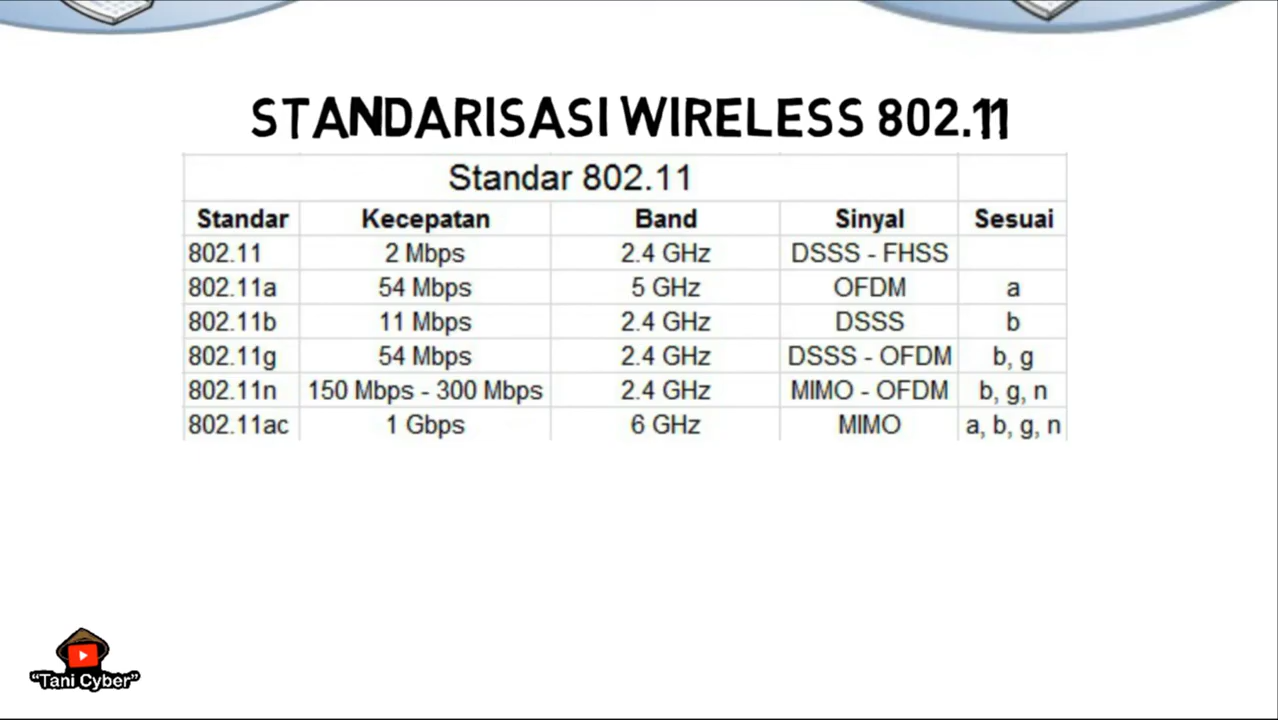 STANDARISASI WIRELESS 802.11
Standar 802.11
Standar Kecepatan Band Sinyal Sesuai
802.11 2 Mbps 2.4 GHz DSSS - FHSS
802.11a 54 Mbps 5 GHz OFDM a
802.11b 11 Mbps 2.4 GHz DSSS b
802.11g 54 Mbps 2.4 GHz DSSS - OFDM b, g
802.11n 150 Mbps - 300 Mbps 2.4 GHz MIMO - OFDM b, g, n
802.11ac 1 Gbps 6 GHz MIMO a, b, g, n
“Tani Cyber”